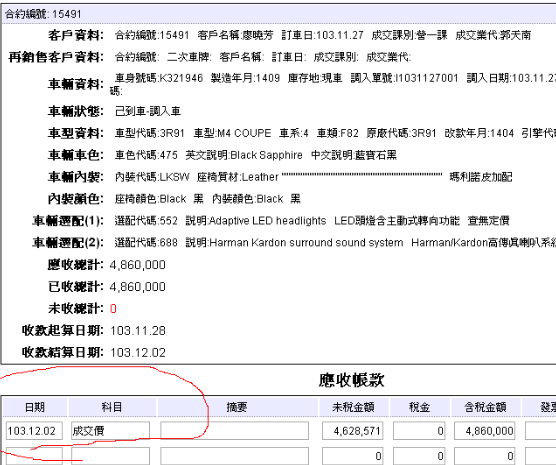 合約編號: 15491
客戶資料: 合約編號:15491 客戶名稱:廖曉芳 訂車日:103.11.27 成交課別:營一課 成交業代:郭天南
再銷售客戶資料: 合約編號: 二次車牌: 客戶名稱: 訂車日: 成交課別: 成交業代:
車輛資料: 車身號碼:K321946 製造年月:1409 庫存地:現車 調入單號:I1031127001 調入日期:103.11.27
碼:
車輛狀態: 己到車-調入車
車型資料: 車型代碼:3R91 車型:M4 COUPE 車系:4 車類:F82 原廠代碼:3R91 改款年月:1404 引擎代碼
車輛車色: 車色代碼:475 英文說明:Black Sapphire 中文說明:藍寶石黑
車輛內裝: 內裝代碼:LKSW 座椅質材:Leather 瑪利諾皮加配
內裝顏色: 座椅顏色:Black 黑 內裝顏色:Black 黑
車輛選配(1): 選配代碼:552 說明:Adaptive LED headlights LED頭燈含主動式轉向功能 查無定價
車輛選配(2): 選配代碼:688 說明:Harman Kardon surround sound system Harman/Kardon高傳真喇叭系統
應收總計: 4,860,000
已收總計: 4,860,000
未收總計: 0
收款起算日期: 103.11.28
收款結算日期: 103.12.02
應收帳款
日期 科目 摘要 未稅金額 稅金 含稅金額 發票
103.12.02 成交價 4,628,571 0 4,860,000
0 0 0